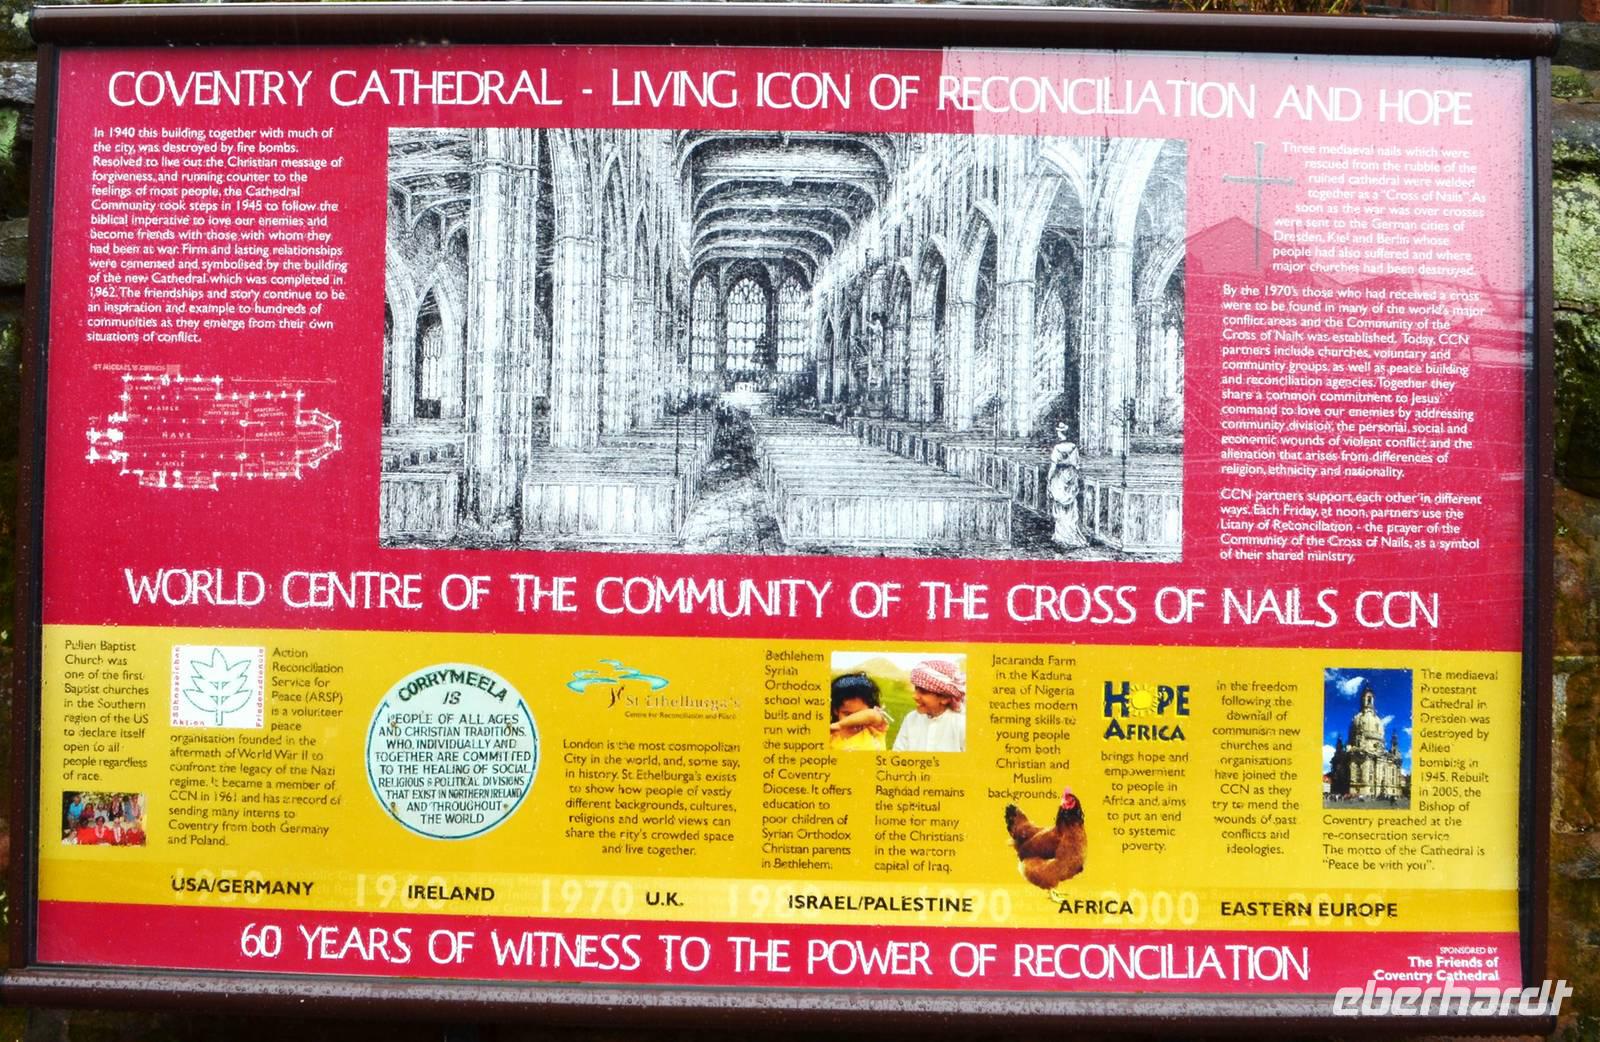 COVENTRY CATHEDRAL - LIVING ICON OF RECONCILIATION AND HOPE
In 1940 this building, together with much of
the city, was destroyed by fire bombs.
Resolved to live out the Christian message of
forgiveness, and running counter to the
feelings of most people, the Cathedral
Community took steps in 1945 to follow the
biblical imperative to love our enemies and
become friends with those with whom they
had been at war. Firm and lasting relationships
were cemented and symbolised by the building
of the new Cathedral which was completed in
1962. The friendships and story continue to be
an inspiration and example to hundreds of
communities as they emerge from their own
situations of conflict.
ST MICHAEL'S CHURCH
N. AISLE
NAVE
CHANCEL
S. AISLE
Three mediaeval nails which were
rescued from the rubble of the
ruined cathedral were welded
together as a "Cross of Nails". As
soon as the war was over crosses
were sent to the German cities of
Dresden, Kiel and Berlin whose
people had also suffered and where
major churches had been destroyed.
By the 1970's those who had received a cross
were to be found in many of the world's major
conflict areas and the Community of the
Cross of Nails was established. Today, CCN
partners include churches, voluntary and
community groups, as well as peace building
and reconciliation agencies. Together they
share a common commitment to Jesus'
command to love our enemies by addressing
community division, the personal, social and
economic wounds of violent conflict and the
alienation that arises from differences of
religion, ethnicity and nationality.
CCN partners support each other in different
ways. Each Friday, at noon, partners use the
Litany of Reconciliation - the prayer of the
Community of the Cross of Nails, as a symbol
of their shared ministry.
WORLD CENTRE OF THE COMMUNITY OF THE CROSS OF NAILS CCN
Pullen Baptist
Church was
one of the first
Baptist churches
in the Southern
region of the US
to declare itself
open to all
people regardless
of race.
Sühnezeichen
Aktion
Friedensdienste
Action
Reconciliation
Service for
Peace (ARSP)
is a volunteer
peace
organisation founded in the
aftermath of World War II to
confront the legacy of the Nazi
regime. It became a member of
CCN in 1961 and has a record of
sending many interns to
Coventry from both Germany
and Poland.
CORRYMEELA
IS
PEOPLE OF ALL AGES
AND CHRISTIAN TRADITIONS,
WHO, INDIVIDUALLY AND
TOGETHER ARE COMMITTED
TO THE HEALING OF SOCIAL,
RELIGIOUS & POLITICAL DIVISIONS
THAT EXIST IN NORTHERN IRELAND
AND THROUGHOUT
THE WORLD
St Ethelburga's
Centre for Reconciliation and Peace
London is the most cosmopolitan
City in the world, and, some say,
in history. St. Ethelburga's exists
to show how people of vastly
different backgrounds, cultures,
religions and world views can
share the city's crowded space
and live together.
Bethlehem
Syriah
Orthodox
school was
built and is
run with
the support
of the people
of Coventry
Diocese. It offers
education to
poor children of
Syrian Orthodox
Christian parents
in Bethlehem.
St George's
Church in
Baghdad remains
the spiritual
home for many
of the Christians
in the wartorn
capital of Iraq.
Jacaranda Farm
in the Kaduna
area of Nigeria
teaches modern
farming skills to
young people
from both
Christian and
Muslim
backgrounds.
HOPE
AFRICA
brings hope and
empowerment
to people in
Africa and aims
to put an end
to systemic
poverty.
In the freedom
following the
downfall of
communism new
churches and
organisations
have joined the
CCN as they
try to mend the
wounds of past
conflicts and
ideologies.
The mediaeval
Protestant
Cathedral in
Dresden was
destroyed by
Allied
bombing in
1945. Rebuilt
in 2005, the
Bishop of
Coventry preached at the
re-consecration service.
The motto of the Cathedral is
"Peace be with you".
1950 1960 1970 1980 1990 2000 2010
USA/GERMANY IRELAND U.K. ISRAEL/PALESTINE AFRICA EASTERN EUROPE
60 YEARS OF WITNESS TO THE POWER OF RECONCILIATION
SPONSORED BY
The Friends of
Coventry Cathedral
eberhardt